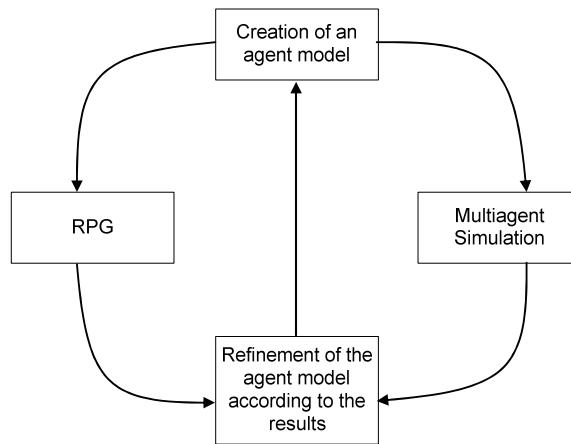 Creation of an
agent model
RPG
Multiagent
Simulation
Refinement of the
agent model
according to the
results